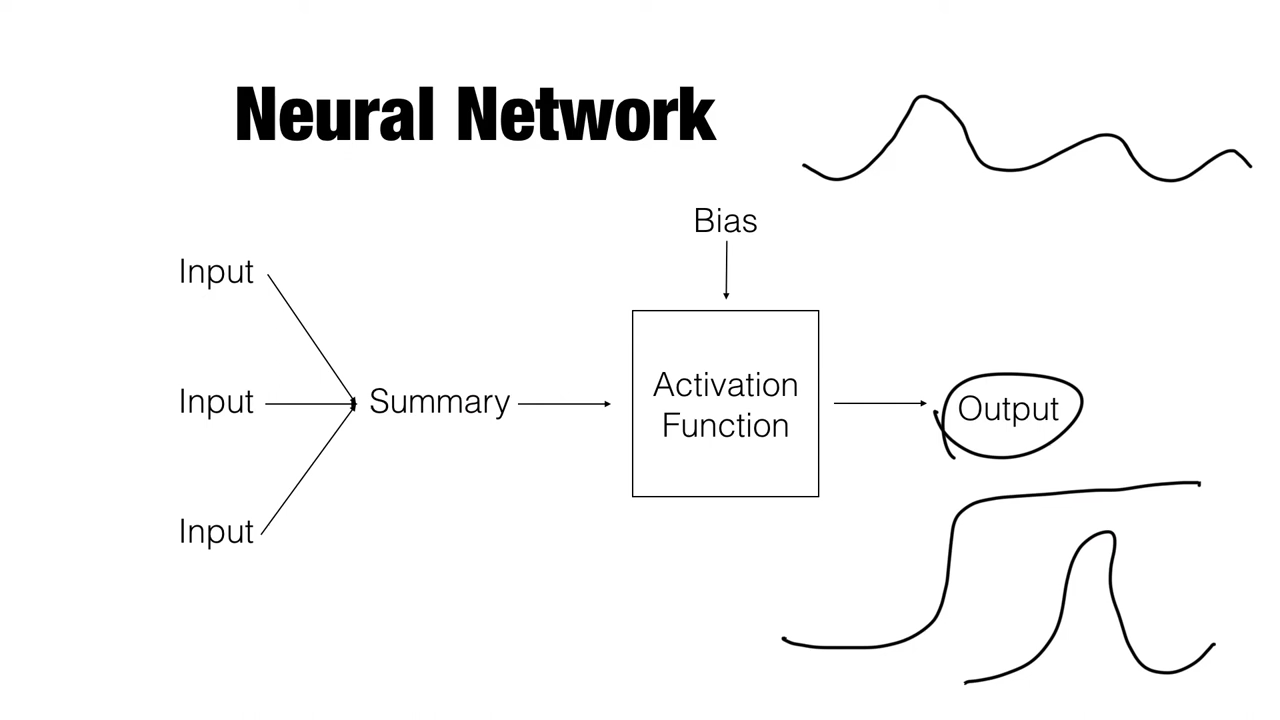 Neural Network
Bias
Input
Input
Summary
Activation
Function
Output
Input